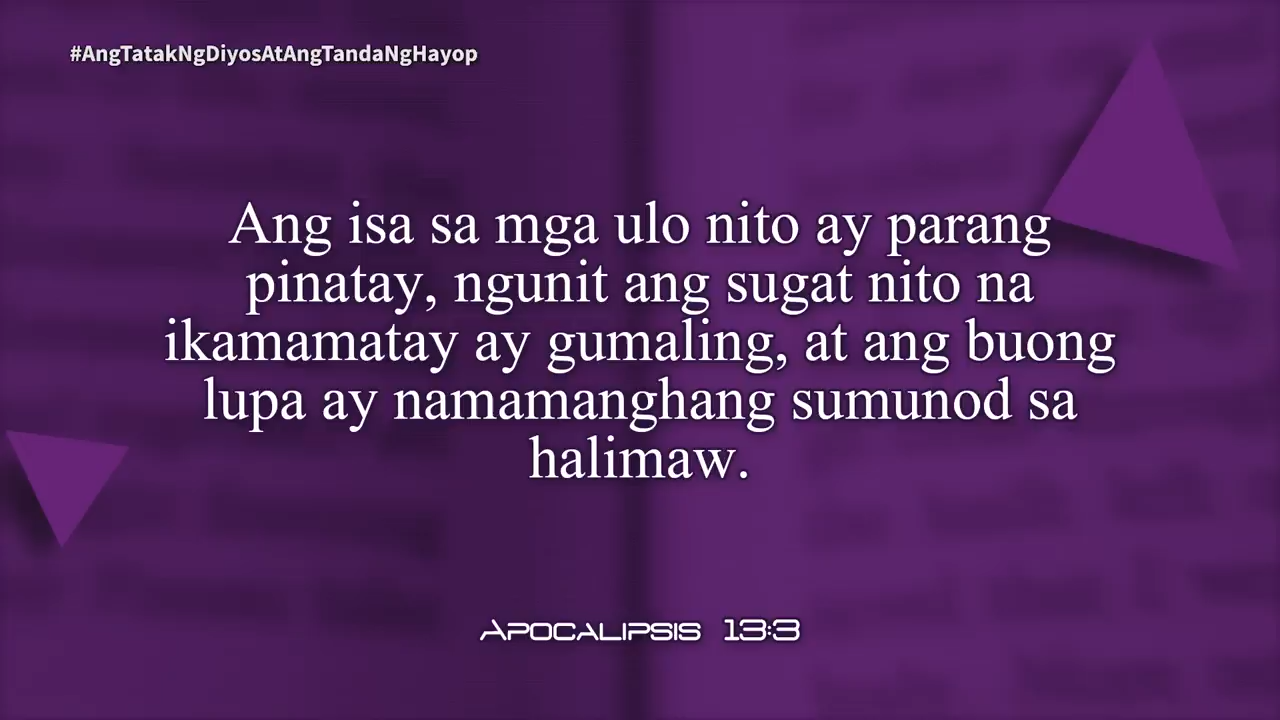 #AngTatakNgDiyosAtAngTandaNgHayop
Ang isa sa mga ulo nito ay parang
pinatay, ngunit ang sugat nito na
ikamamatay ay gumaling, at ang buong
lupa ay namamanghang sumunod sa
halimaw.
Apocalipsis 13:3